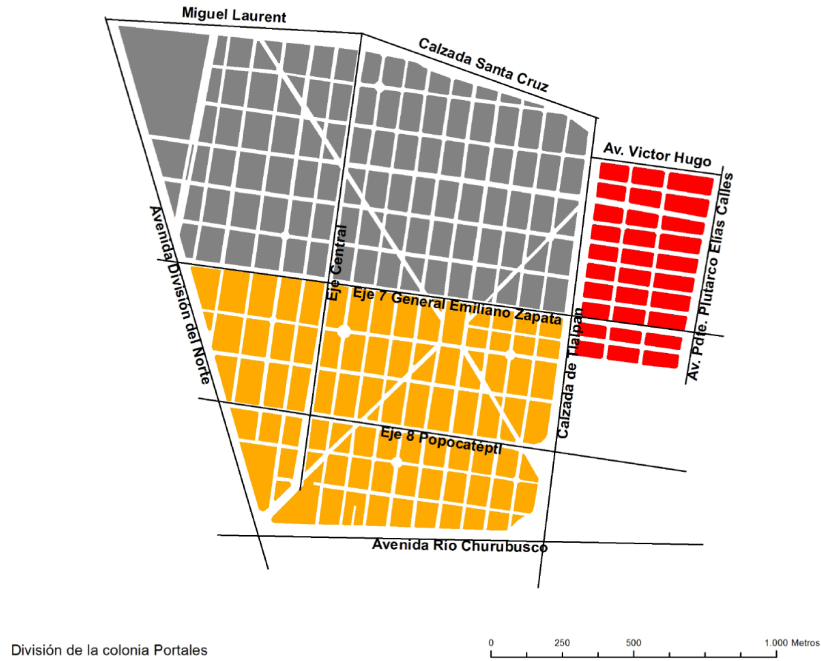 Miguel Laurent
Calzada Santa Cruz
Av. Victor Hugo
Av. Pdte. Plutarco Elías Calles
Avenida División del Norte
Eje Central
Eje 7 General Emiliano Zapata
Calzada de Tlalpan
Eje 8 Popocatéptl
Avenida Rio Churubusco
División de la colonia Portales
0 250 500 1.000 Metros